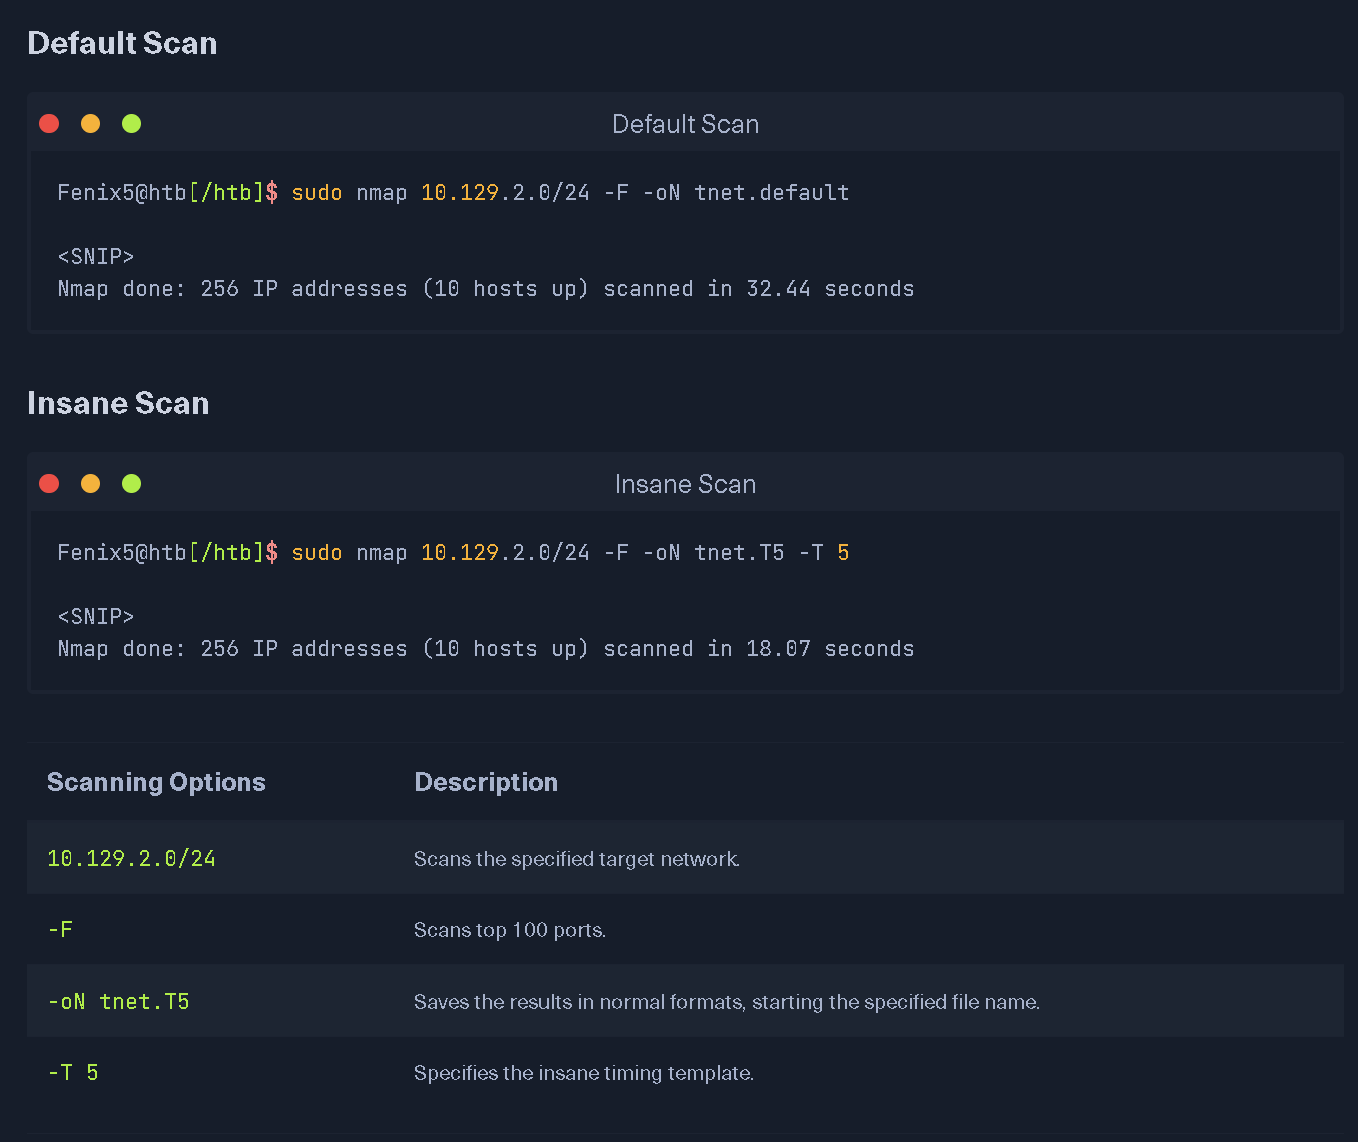 Default Scan
Default Scan
Fenix5@htb[/htb]$ sudo nmap 10.129.2.0/24 -F -oN tnet.default
<SNIP>
Nmap done: 256 IP addresses (10 hosts up) scanned in 32.44 seconds
Insane Scan
Insane Scan
Fenix5@htb[/htb]$ sudo nmap 10.129.2.0/24 -F -oN tnet.T5 -T 5
<SNIP>
Nmap done: 256 IP addresses (10 hosts up) scanned in 18.07 seconds
Scanning Options Description
10.129.2.0/24 Scans the specified target network.
-F Scans top 100 ports.
-oN tnet.T5 Saves the results in normal formats, starting the specified file name.
-T 5 Specifies the insane timing template.